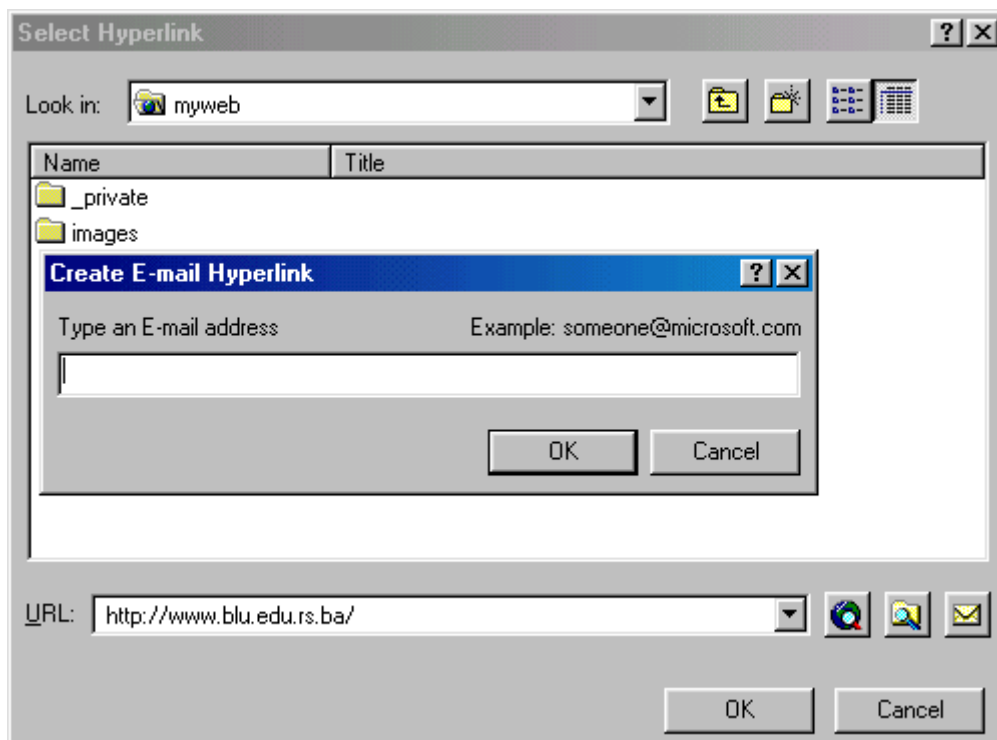 Select Hyperlink
Look in: myweb
Name Title
_private
images
Create E-mail Hyperlink
Type an E-mail address Example: someone@microsoft.com
OK Cancel
URL: http://www.blu.edu.rs.ba/
OK Cancel